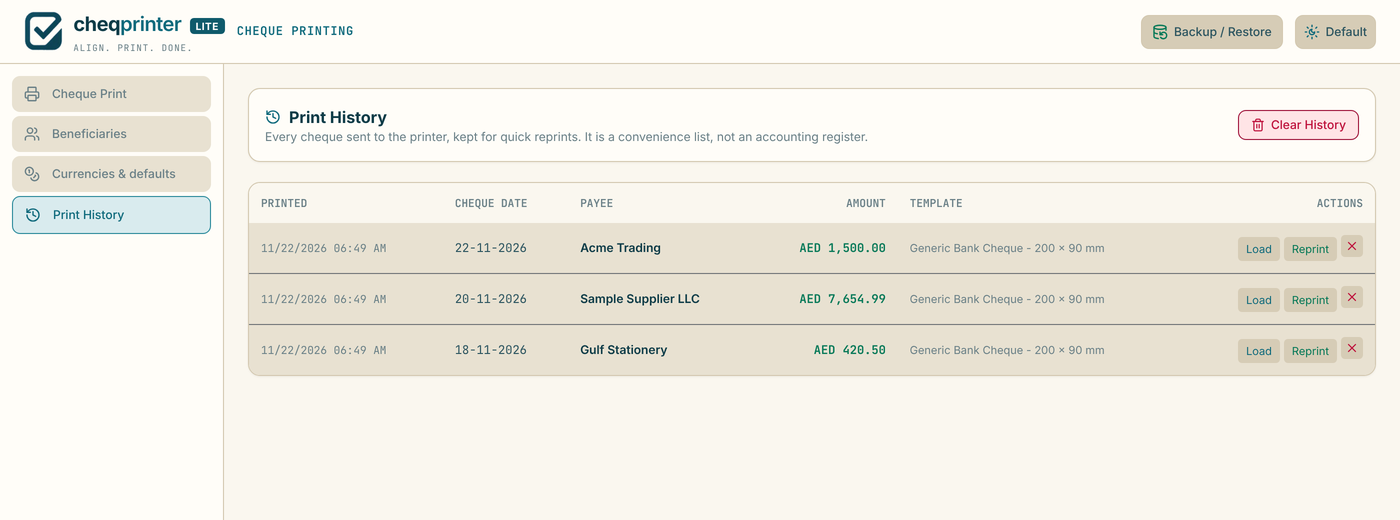 cheqprinter LITE CHEQUE PRINTING
ALIGN. PRINT. DONE.
Backup / Restore
Default
Cheque Print
Beneficiaries
Currencies & defaults
Print History
Print History
Every cheque sent to the printer, kept for quick reprints. It is a convenience list, not an accounting register.
Clear History
PRINTED CHEQUE DATE PAYEE AMOUNT TEMPLATE ACTIONS
11/22/2026 06:49 AM 22-11-2026 Acme Trading AED 1,500.00 Generic Bank Cheque - 200 × 90 mm Load Reprint
11/22/2026 06:49 AM 20-11-2026 Sample Supplier LLC AED 7,654.99 Generic Bank Cheque - 200 × 90 mm Load Reprint
11/22/2026 06:49 AM 18-11-2026 Gulf Stationery AED 420.50 Generic Bank Cheque - 200 × 90 mm Load Reprint